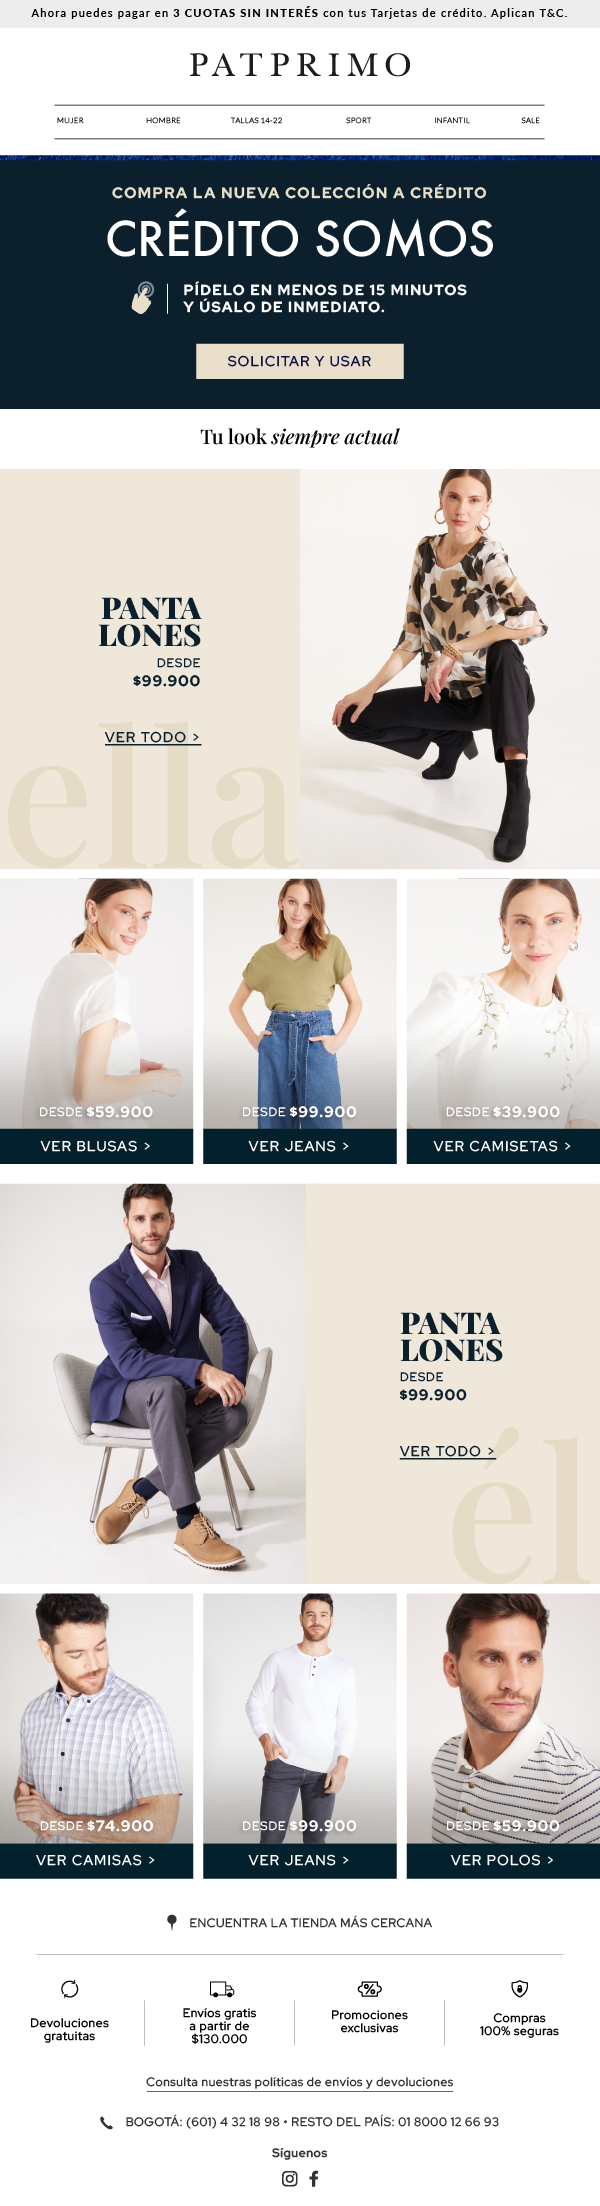 Ahora puedes pagar en 3 CUOTAS SIN INTERÉS con tus Tarjetas de crédito. Aplican T&C.
PATPRIMO
MUJER HOMBRE TALLAS 14-22 SPORT INFANTIL SALE
COMPRA LA NUEVA COLECCIÓN A CRÉDITO
CRÉDITO SOMOS
PÍDELO EN MENOS DE 15 MINUTOS
Y ÚSALO DE INMEDIATO.
SOLICITAR Y USAR
Tu look siempre actual
PANTA
LONES
DESDE
$99.900
VER TODO >
ella
DESDE $59.900
VER BLUSAS >
DESDE $99.900
VER JEANS >
DESDE $39.900
VER CAMISETAS >
PANTA
LONES
DESDE
$99.900
VER TODO >
él
DESDE $74.900
VER CAMISAS >
DESDE $99.900
VER JEANS >
DESDE $59.900
VER POLOS >
ENCUENTRA LA TIENDA MÁS CERCANA
Devoluciones
gratuitas
Envíos gratis
a partir de
$130.000
Promociones
exclusivas
Compras
100% seguras
Consulta nuestras políticas de envíos y devoluciones
BOGOTÁ: (601) 4 32 18 98 • RESTO DEL PAÍS: 01 8000 12 66 93
Síguenos